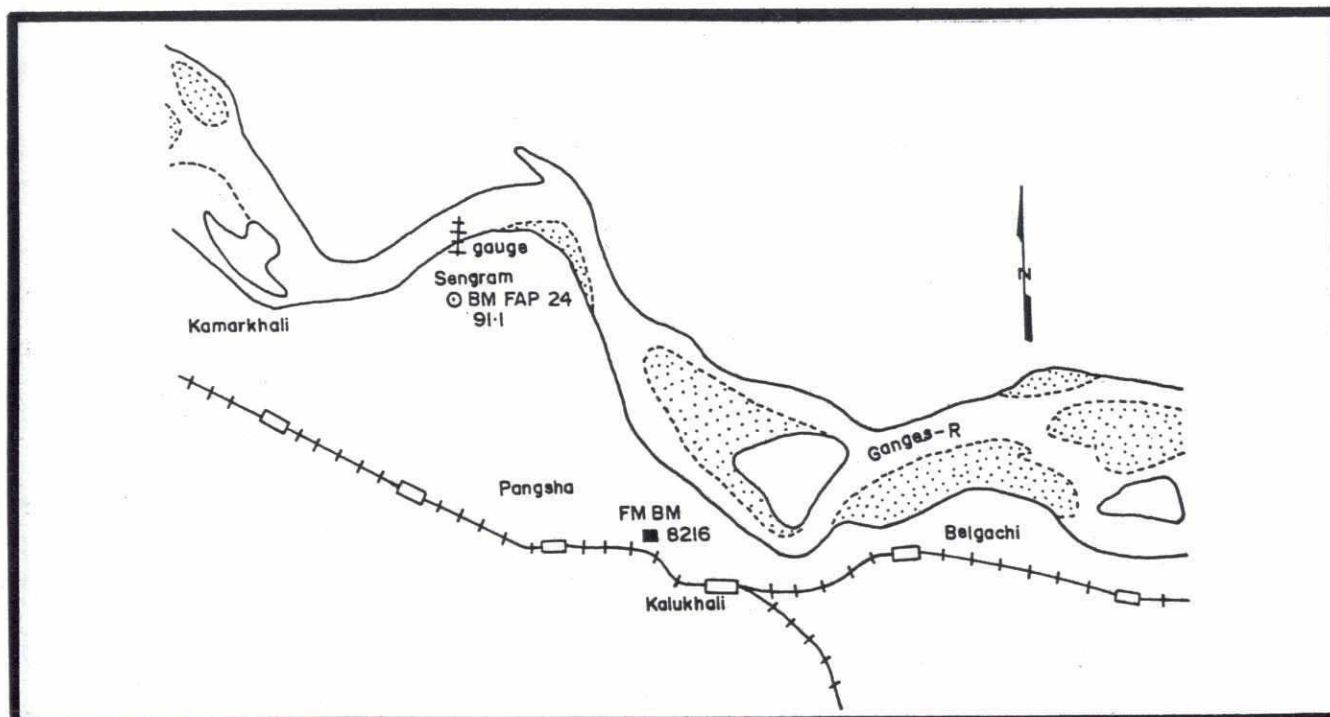 gauge
Sengram
BM FAP 24
91·1
Kamarkhali
N
Ganges-R
Pangsha
FM BM
8216
Belgachi
Kalukhali